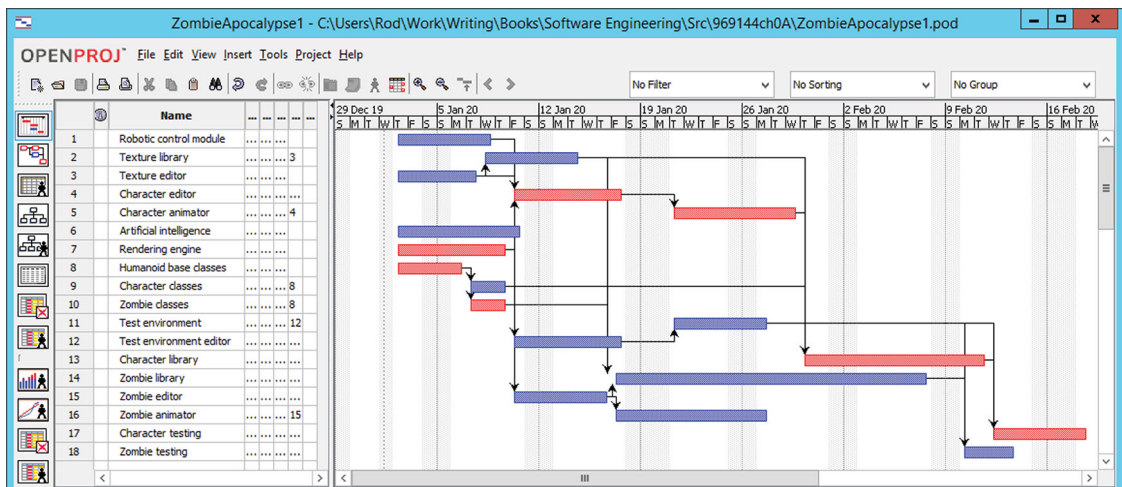 ZombieApocalypse1 - C:\Users\Rod\Work\Writing\Books\Software Engineering\Src\969144ch0A\ZombieApocalypse1.pod
OPENPROJ™ File Edit View Insert Tools Project Help
No Filter No Sorting No Group
Name ... ... ... ... ...
29 Dec 19 5 Jan 20 12 Jan 20 19 Jan 20 26 Jan 20 2 Feb 20 9 Feb 20 16 Feb 20
S M T W T F S S M T W T F S S M T W T F S S M T W T F S S M T W T F S S M T W T F S S M T W T F S S M T W
1 Robotic control module ... ... ...
2 Texture library ... ... ... 3
3 Texture editor ... ... ...
4 Character editor ... ... ... ...
5 Character animator ... ... ... 4
6 Artificial intelligence ... ... ...
7 Rendering engine ... ... ...
8 Humanoid base classes ... ... ...
9 Character classes ... ... ... 8
10 Zombie classes ... ... ... 8
11 Test environment ... ... ... 12
12 Test environment editor ... ... ... ...
13 Character library ... ... ... ...
14 Zombie library ... ... ... ...
15 Zombie editor ... ... ... ...
16 Zombie animator ... ... ... 15
17 Character testing ... ... ... ...
18 Zombie testing ... ... ... ...